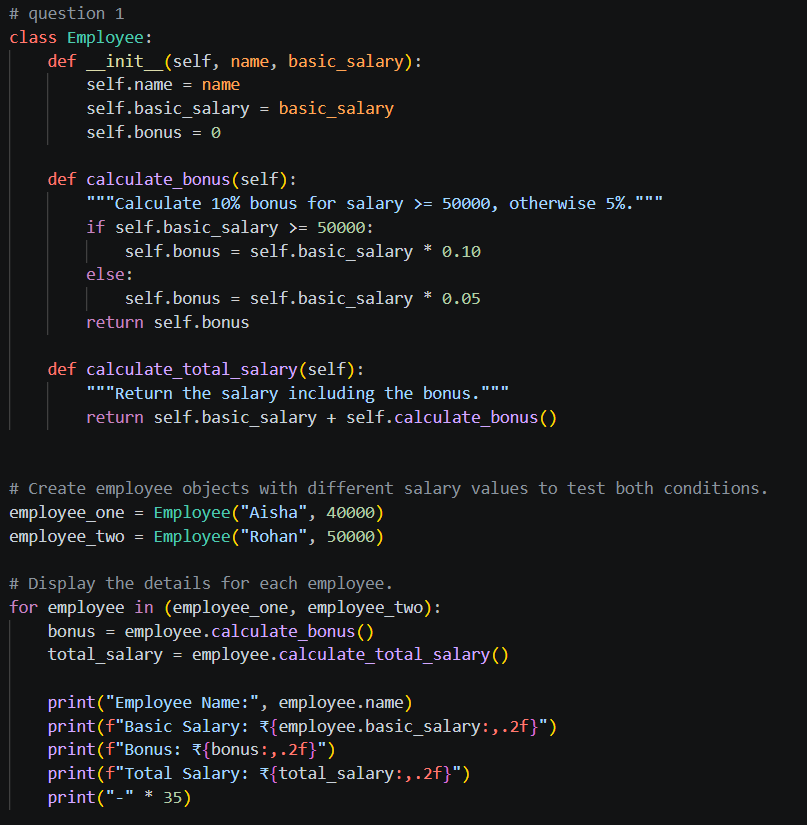 # question 1
class Employee:
    def __init__(self, name, basic_salary):
        self.name = name
        self.basic_salary = basic_salary
        self.bonus = 0

    def calculate_bonus(self):
        """Calculate 10% bonus for salary >= 50000, otherwise 5%."""
        if self.basic_salary >= 50000:
            self.bonus = self.basic_salary * 0.10
        else:
            self.bonus = self.basic_salary * 0.05
        return self.bonus

    def calculate_total_salary(self):
        """Return the salary including the bonus."""
        return self.basic_salary + self.calculate_bonus()


# Create employee objects with different salary values to test both conditions.
employee_one = Employee("Aisha", 40000)
employee_two = Employee("Rohan", 50000)

# Display the details for each employee.
for employee in (employee_one, employee_two):
    bonus = employee.calculate_bonus()
    total_salary = employee.calculate_total_salary()

    print("Employee Name:", employee.name)
    print(f"Basic Salary: ₹{employee.basic_salary:,.2f}")
    print(f"Bonus: ₹{bonus:,.2f}")
    print(f"Total Salary: ₹{total_salary:,.2f}")
    print("-" * 35)